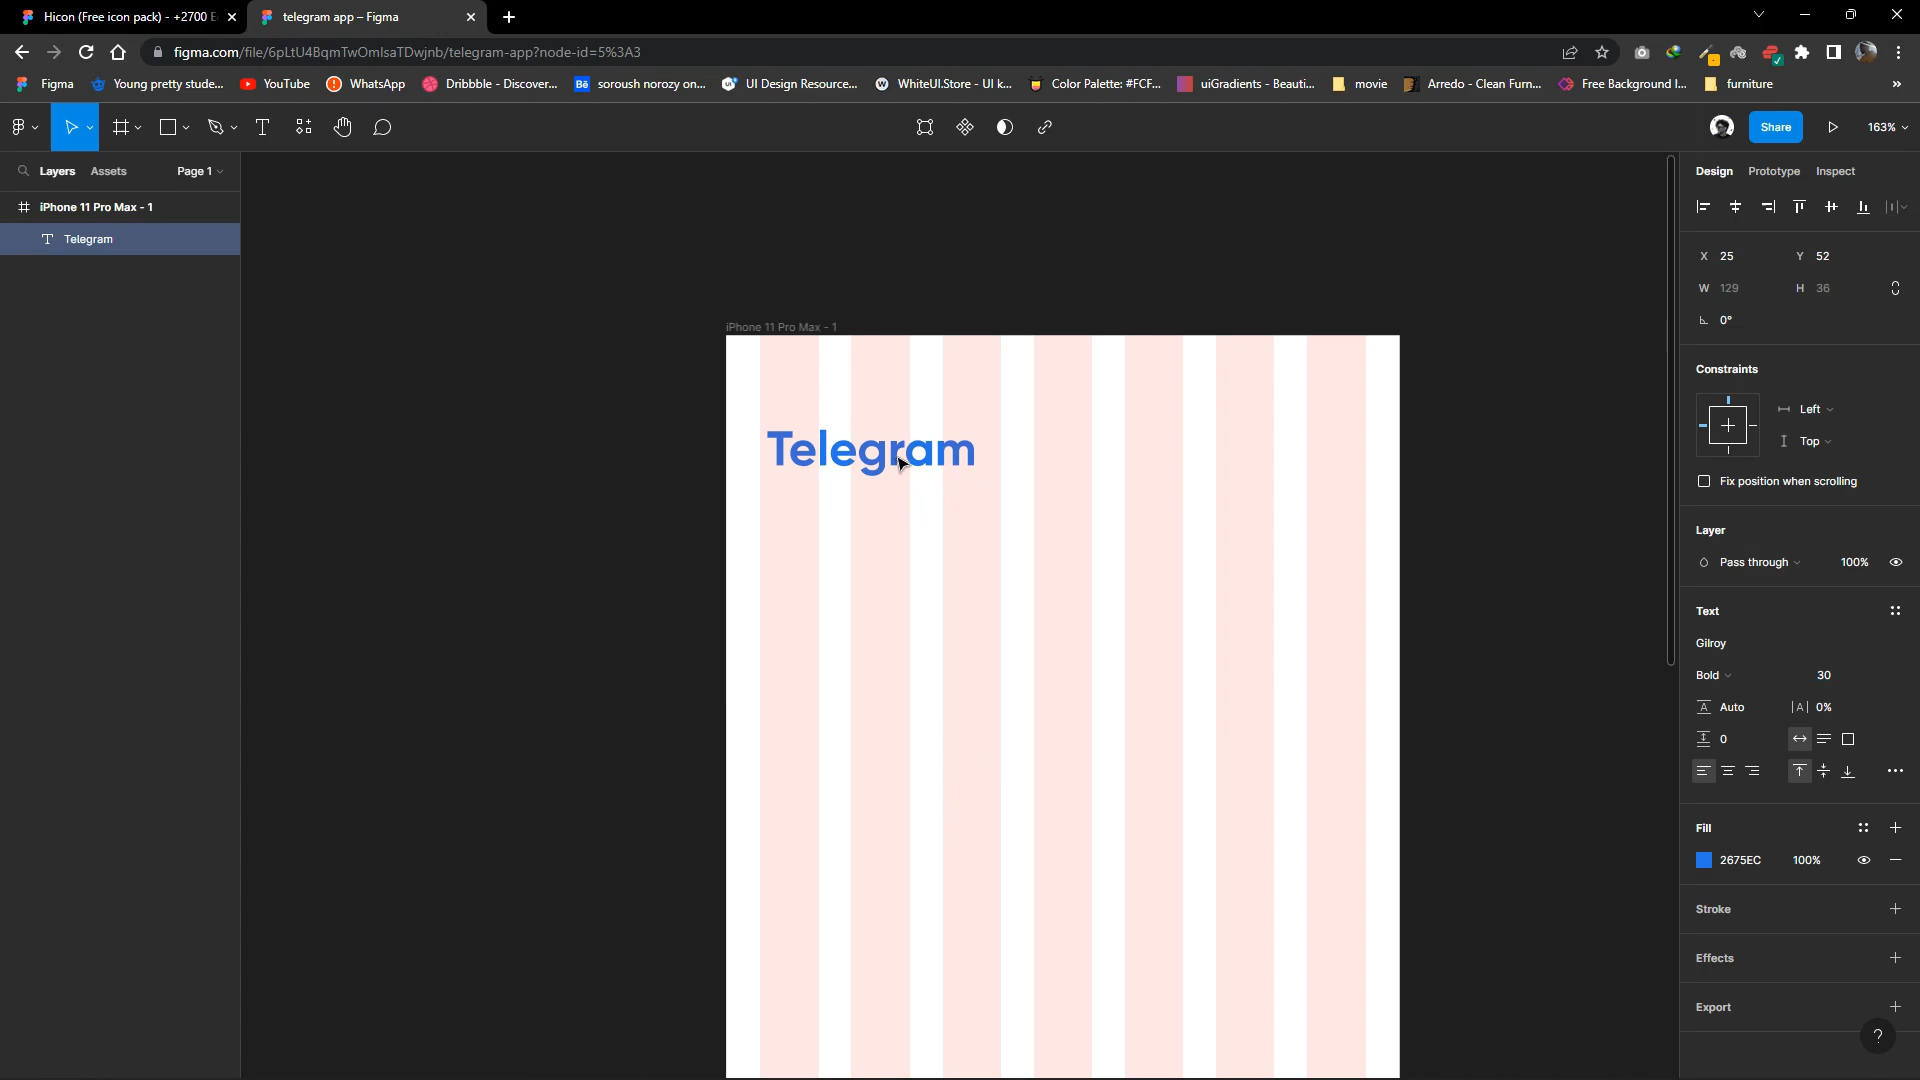 Hicon (Free icon pack) - +2700
telegram app – Figma
figma.com/file/6pLtU4BqmTwOmIsaTDwjnb/telegram-app?node-id=5%3A3
Figma Young pretty stude... YouTube WhatsApp Dribbble - Discover... Bē soroush norozy on... UI Design Resource... W WhiteUI.Store - UI k... Color Palette: #FCF... uiGradients - Beauti... movie Arredo - Clean Furn... Free Background I... furniture »
Share 163%
Layers Assets Page 1
iPhone 11 Pro Max - 1
Telegram
iPhone 11 Pro Max - 1
Telegram
Design Prototype Inspect
X 25 Y 52
W 129 H 36
0°
Constraints
Left
Top
Fix position when scrolling
Layer
Pass through 100%
Text
Gilroy
Bold 30
A Auto |A| 0%
0
Fill
2675EC 100%
Stroke
Effects
Export
?